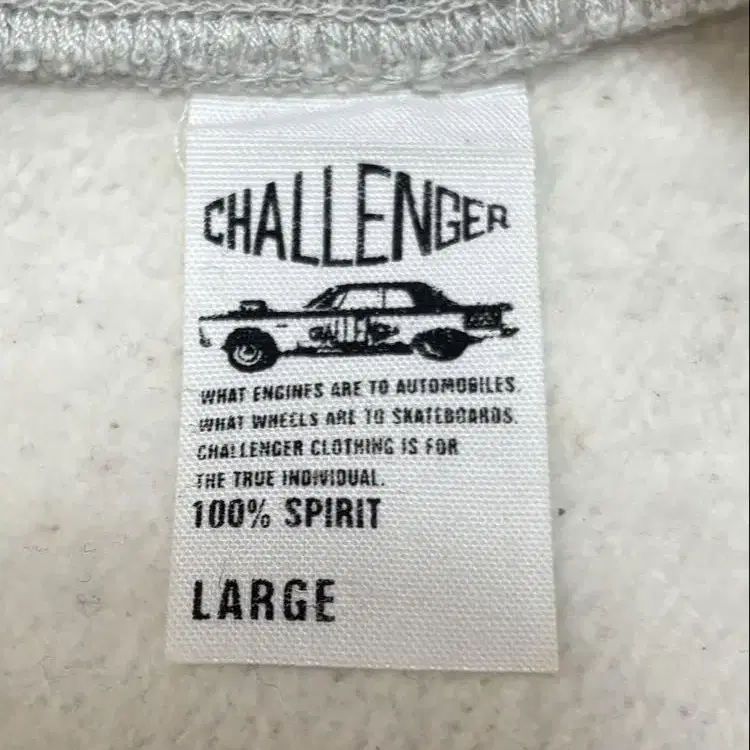 CHALLENGER
CHALLENGER
WHAT ENGINES ARE TO AUTOMOBILES.
WHAT WHEELS ARE TO SKATEBOARDS.
CHALLENGER CLOTHING IS FOR
THE TRUE INDIVIDUAL.
100% SPIRIT
LARGE